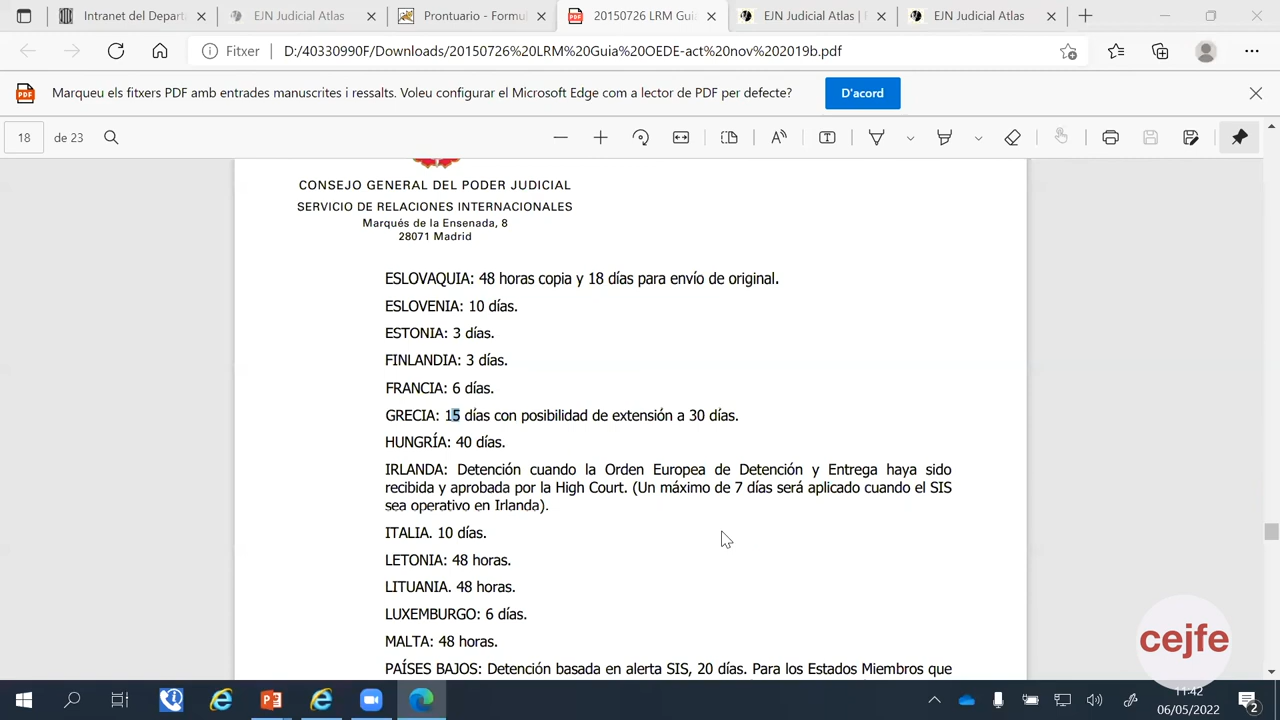 Intranet del Depart
EJN Judicial Atlas
Prontuario - Formul
20150726 LRM Guia
EJN Judicial Atlas |
EJN Judicial Atlas
Fitxer
D:/40330990F/Downloads/20150726%20LRM%20Guia%20OEDE-act%20nov%202019b.pdf
Marqueu els fitxers PDF amb entrades manuscrites i ressalts. Voleu configurar el Microsoft Edge com a lector de PDF per defecte?
D'acord
18 de 23
CONSEJO GENERAL DEL PODER JUDICIAL
SERVICIO DE RELACIONES INTERNACIONALES
Marqués de la Ensenada, 8
28071 Madrid
ESLOVAQUIA: 48 horas copia y 18 días para envío de original.
ESLOVENIA: 10 días.
ESTONIA: 3 días.
FINLANDIA: 3 días.
FRANCIA: 6 días.
GRECIA: 15 días con posibilidad de extensión a 30 días.
HUNGRÍA: 40 días.
IRLANDA: Detención cuando la Orden Europea de Detención y Entrega haya sido
recibida y aprobada por la High Court. (Un máximo de 7 días será aplicado cuando el SIS
sea operativo en Irlanda).
ITALIA. 10 días.
LETONIA: 48 horas.
LITUANIA. 48 horas.
LUXEMBURGO: 6 días.
MALTA: 48 horas.
PAÍSES BAJOS: Detención basada en alerta SIS, 20 días. Para los Estados Miembros que
cejfe
11:42
06/05/2022
2